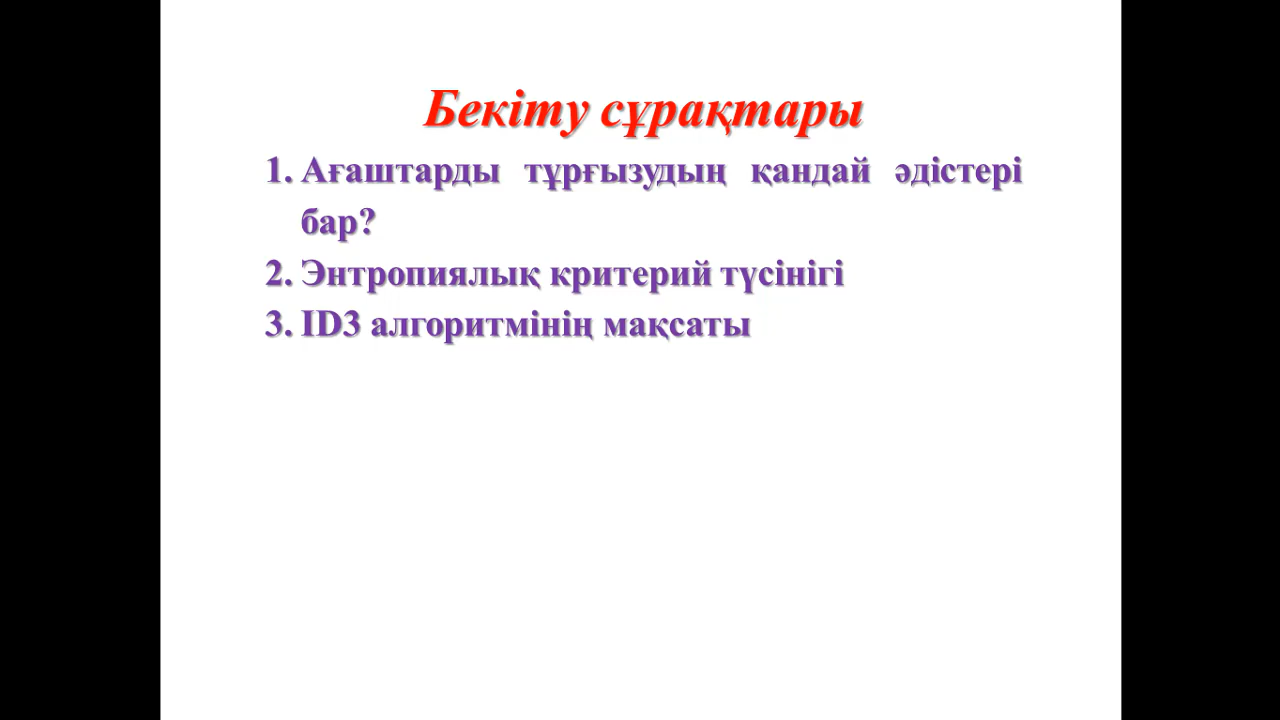 Бекіту сұрақтары
1. Ағаштарды тұрғызудың қандай әдістері
бар?
2. Энтропиялық критерий түсінігі
3. ID3 алгоритмінің мақсаты